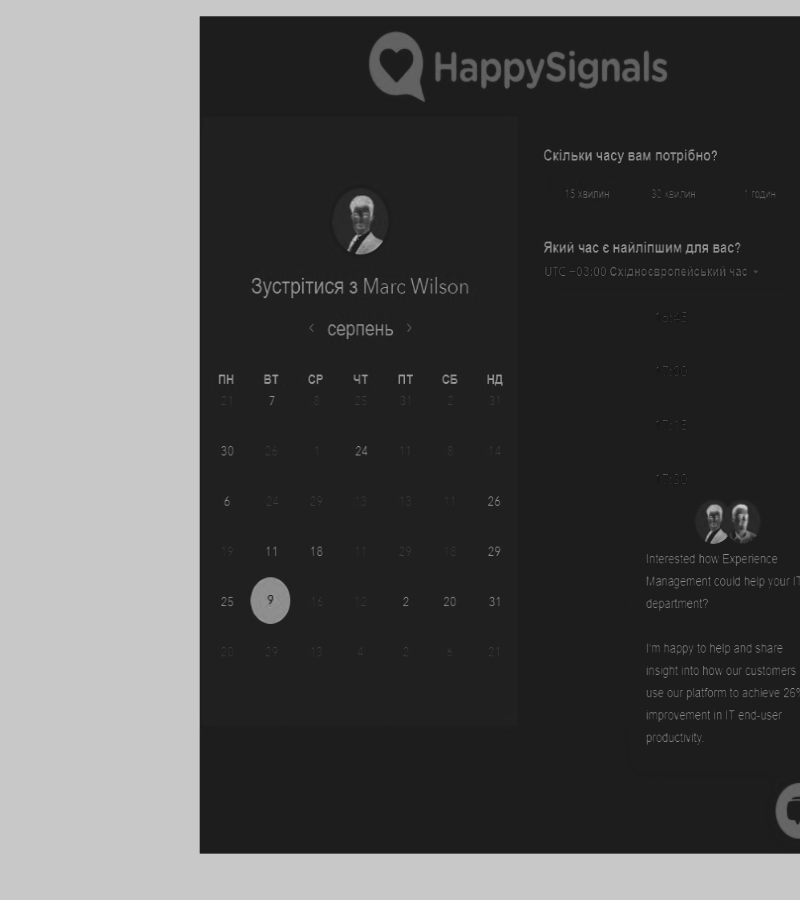 HappySignals
Зустрітися з Marc Wilson
серпень
ПН ВТ СР ЧТ ПТ СБ НД
21 7 8 25 31 2 31
30 26 1 24 11 8 14
6 24 29 13 13 11 26
19 11 18 11 29 18 29
25 9 16 12 2 20 31
20 29 13 4 2 6 21
Скільки часу вам потрібно?
15 хвилин 30 хвилин 1 годин
Який час є найліпшим для вас?
UTC +03:00 Східноєвропейський час
16:45
17:00
17:15
17:30
Interested how Experience
Management could help your IT
department?
I'm happy to help and share
insight into how our customers
use our platform to achieve 26%
improvement in IT end-user
productivity.